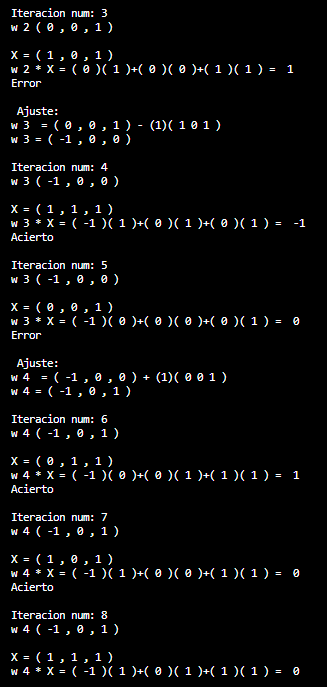 Iteracion num: 3
w 2 ( 0 , 0 , 1 )
X = ( 1 , 0 , 1 )
w 2 * X = ( 0 )( 1 )+( 0 )( 0 )+( 1 )( 1 ) =  1
Error
Ajuste:
w 3  = ( 0 , 0 , 1 ) - (1)( 1 0 1 )
w 3 = ( -1 , 0 , 0 )
Iteracion num: 4
w 3 ( -1 , 0 , 0 )
X = ( 1 , 1 , 1 )
w 3 * X = ( -1 )( 1 )+( 0 )( 1 )+( 0 )( 1 ) =  -1
Acierto
Iteracion num: 5
w 3 ( -1 , 0 , 0 )
X = ( 0 , 0 , 1 )
w 3 * X = ( -1 )( 0 )+( 0 )( 0 )+( 0 )( 1 ) =  0
Error
Ajuste:
w 4  = ( -1 , 0 , 0 ) + (1)( 0 0 1 )
w 4 = ( -1 , 0 , 1 )
Iteracion num: 6
w 4 ( -1 , 0 , 1 )
X = ( 0 , 1 , 1 )
w 4 * X = ( -1 )( 0 )+( 0 )( 1 )+( 1 )( 1 ) =  1
Acierto
Iteracion num: 7
w 4 ( -1 , 0 , 1 )
X = ( 1 , 0 , 1 )
w 4 * X = ( -1 )( 1 )+( 0 )( 0 )+( 1 )( 1 ) =  0
Acierto
Iteracion num: 8
w 4 ( -1 , 0 , 1 )
X = ( 1 , 1 , 1 )
w 4 * X = ( -1 )( 1 )+( 0 )( 1 )+( 1 )( 1 ) =  0